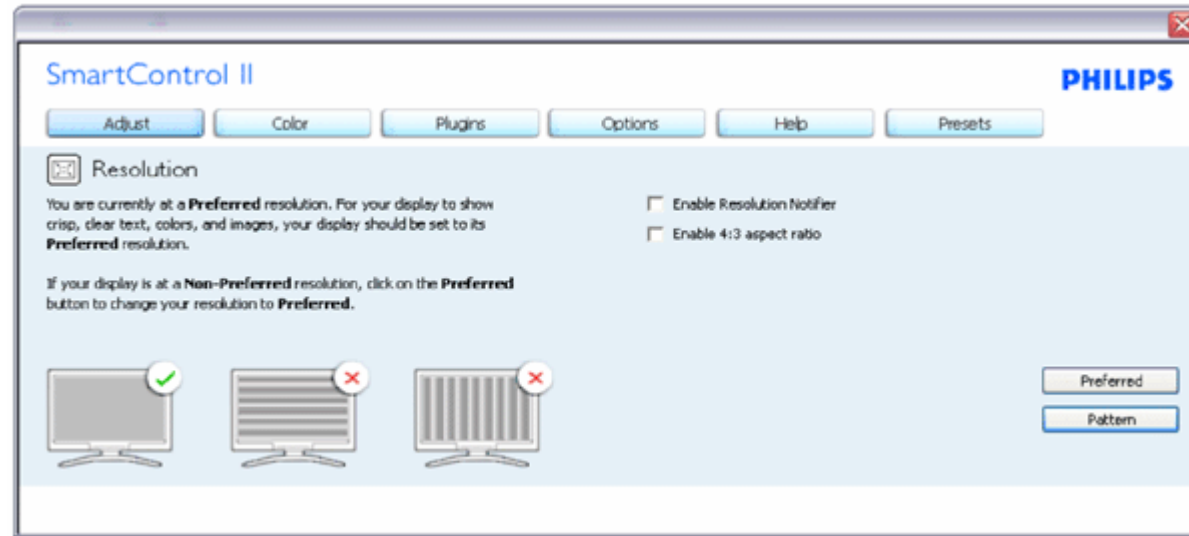 SmartControl II
PHILIPS
Adjust
Color
Plugins
Options
Help
Presets
Resolution
You are currently at a Preferred resolution. For your display to show
crisp, clear text, colors, and images, your display should be set to its
Preferred resolution.
If your display is at a Non-Preferred resolution, click on the Preferred
button to change your resolution to Preferred.
Enable Resolution Notifier
Enable 4:3 aspect ratio
Preferred
Pattern